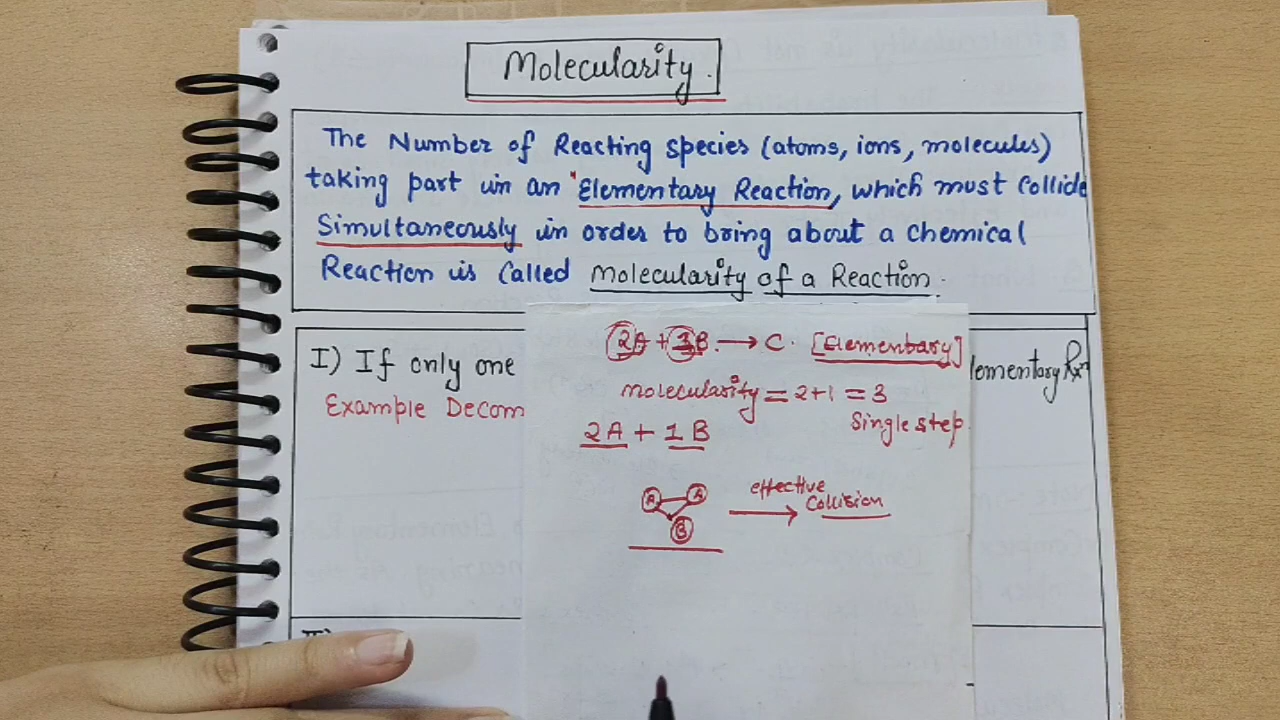 Molecularity.
The Number of Reacting species (atoms, ions, molecules)
taking part in an "Elementary Reaction, which must collide
Simultaneously in order to bring about a chemical
Reaction is called Molecularity of a Reaction.
2A + 1B. → C. [Elementary]
I) If only one
lementary Rxn
Molecularity = 2+1 = 3
Example Decom
Single step.
2A + 1B
A A
B
effective
Collision
II)